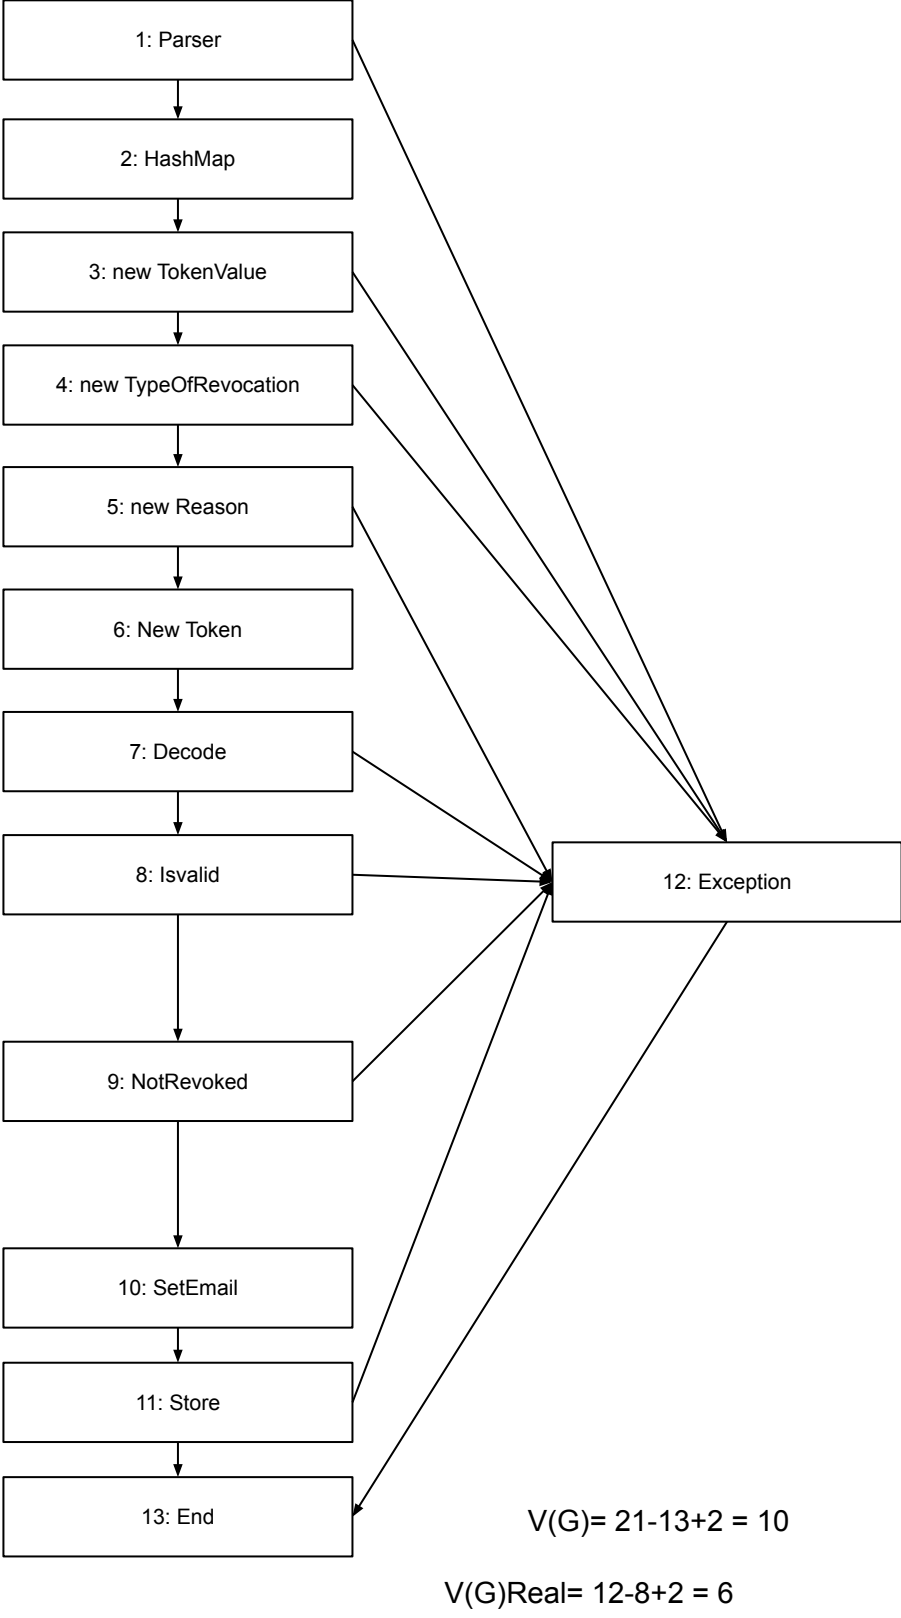 1: Parser
2: HashMap
3: new TokenValue
4: new TypeOfRevocation
5: new Reason
6: New Token
7: Decode
8: Isvalid
12: Exception
9: NotRevoked
10: SetEmail
11: Store
13: End
V(G)= 21-13+2 = 10
V(G)Real= 12-8+2 = 6